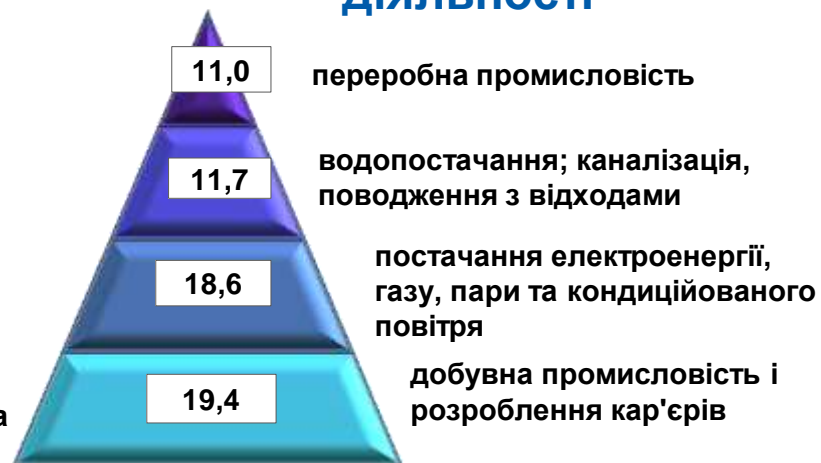 діяльності
11,0
переробна промисловість
11,7
водопостачання; каналізація,
поводження з відходами
18,6
постачання електроенергії,
газу, пари та кондиційованого
повітря
19,4
добувна промисловість і
розроблення кар'єрів
а